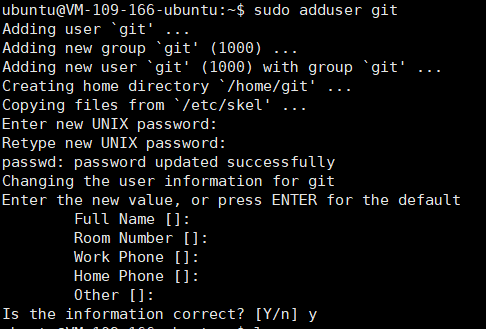 ubuntu@VM-109-166-ubuntu:~$ sudo adduser git
Adding user `git' ...
Adding new group `git' (1000) ...
Adding new user `git' (1000) with group `git' ...
Creating home directory `/home/git' ...
Copying files from `/etc/skel' ...
Enter new UNIX password:
Retype new UNIX password:
passwd: password updated successfully
Changing the user information for git
Enter the new value, or press ENTER for the default
Full Name []:
Room Number []:
Work Phone []:
Home Phone []:
Other []:
Is the information correct? [Y/n] y